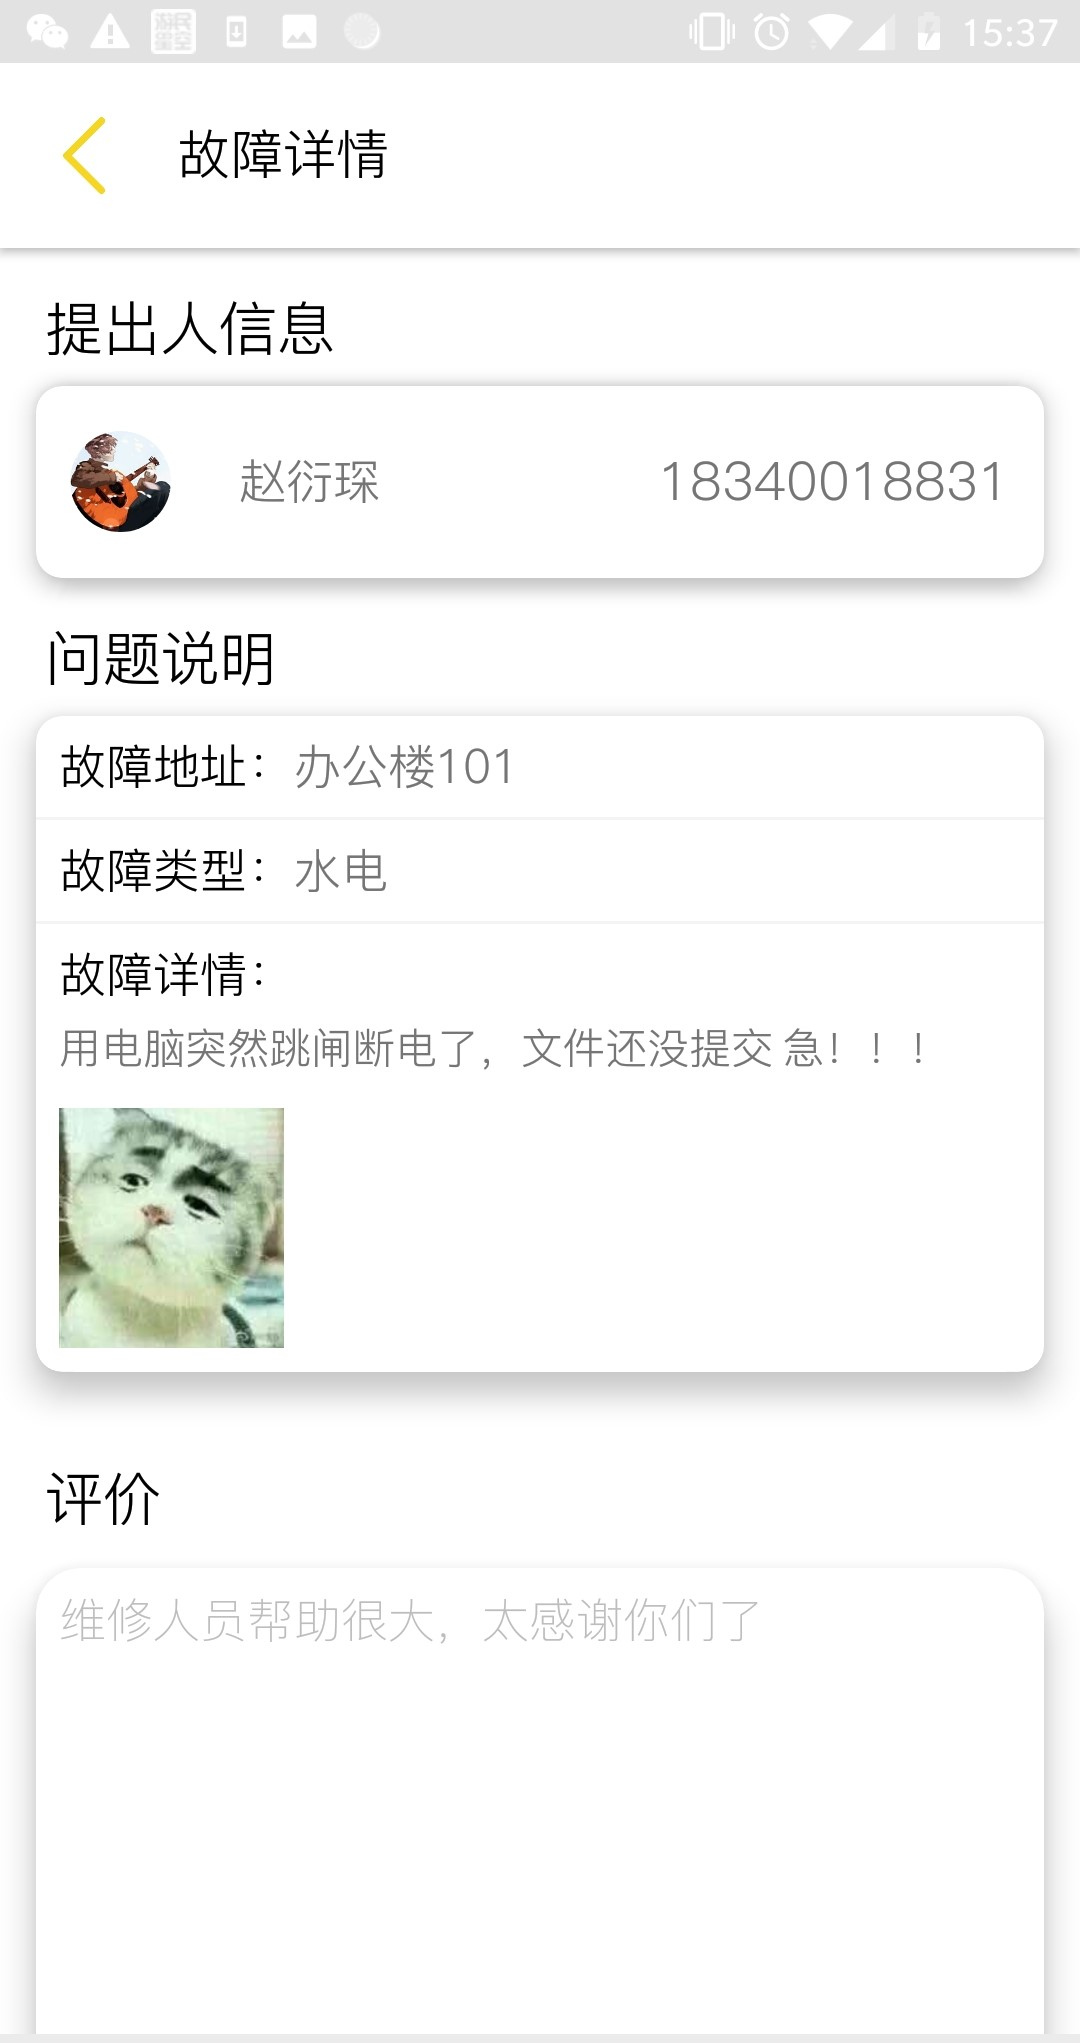 15:37
故障详情
提出人信息
赵衍琛 18340018831
问题说明
故障地址：办公楼101
故障类型：水电
故障详情：
用电脑突然跳闸断电了，文件还没提交 急！！！
评价
维修人员帮助很大，太感谢你们了